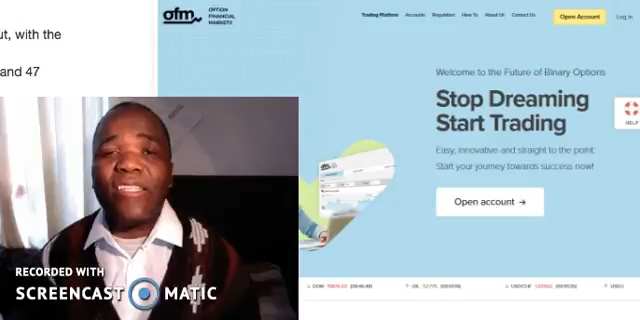 ut, with the
and 47
ofm OPTION FINANCIAL MARKETS
Trading Platform Accounts Regulation How To About Us Contact Us
Open Account
Log in
Welcome to the Future of Binary Options
Stop Dreaming
Start Trading
Easy, innovative and straight to the point.
Start your journey towards success now!
Open account →
HELP
RECORDED WITH
SCREENCAST MATIC